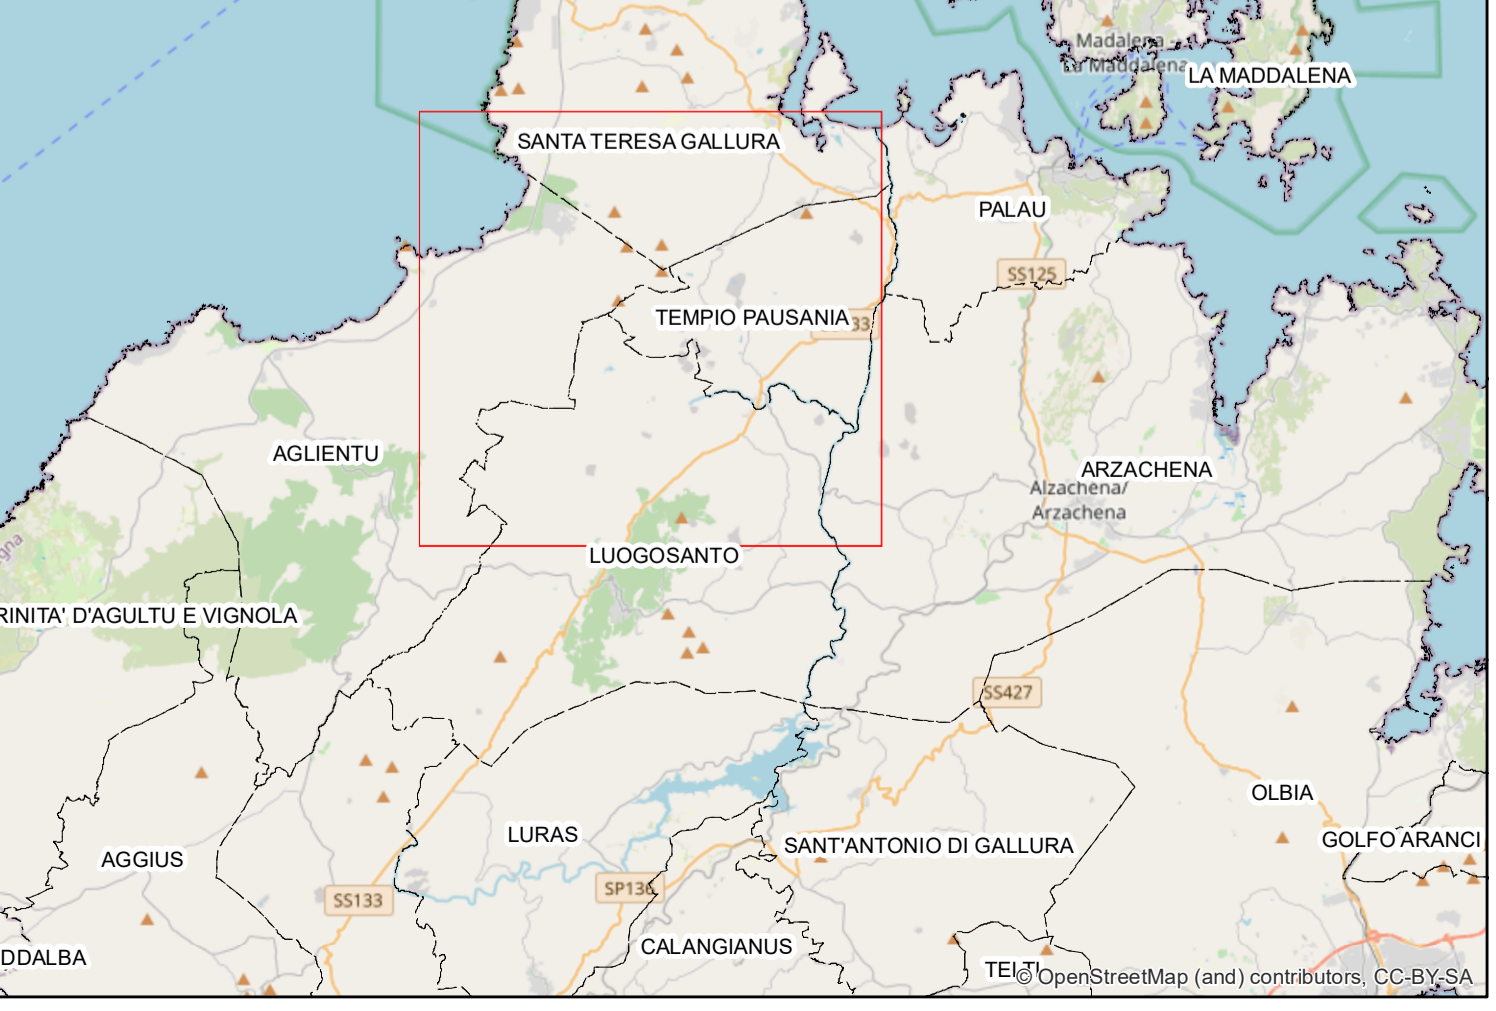 Madalena -
La Maddalena
LA MADDALENA
SANTA TERESA GALLURA
PALAU
SS125
TEMPIO PAUSANIA
33
AGLIENTU
ARZACHENA
Alzachena/
Arzachena
gna
LUOGOSANTO
RINITA' D'AGULTU E VIGNOLA
SS427
OLBIA
LURAS
SANT'ANTONIO DI GALLURA
GOLFO ARANCI
AGGIUS
SP136
SS133
CALANGIANUS
DDALBA
TELTI
© OpenStreetMap (and) contributors, CC-BY-SA